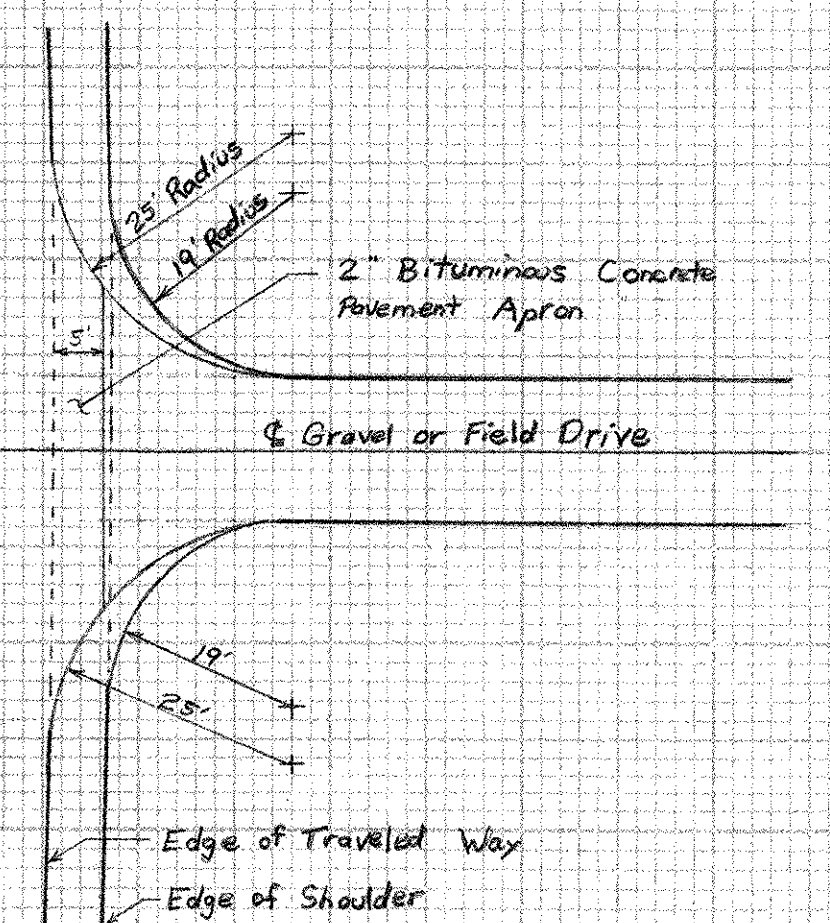 25' Radius
19' Radius
2" Bituminous Concrete
Pavement Apron
5'
℄ Gravel or Field Drive
19'
25'
Edge of Traveled Way
Edge of Shoulder